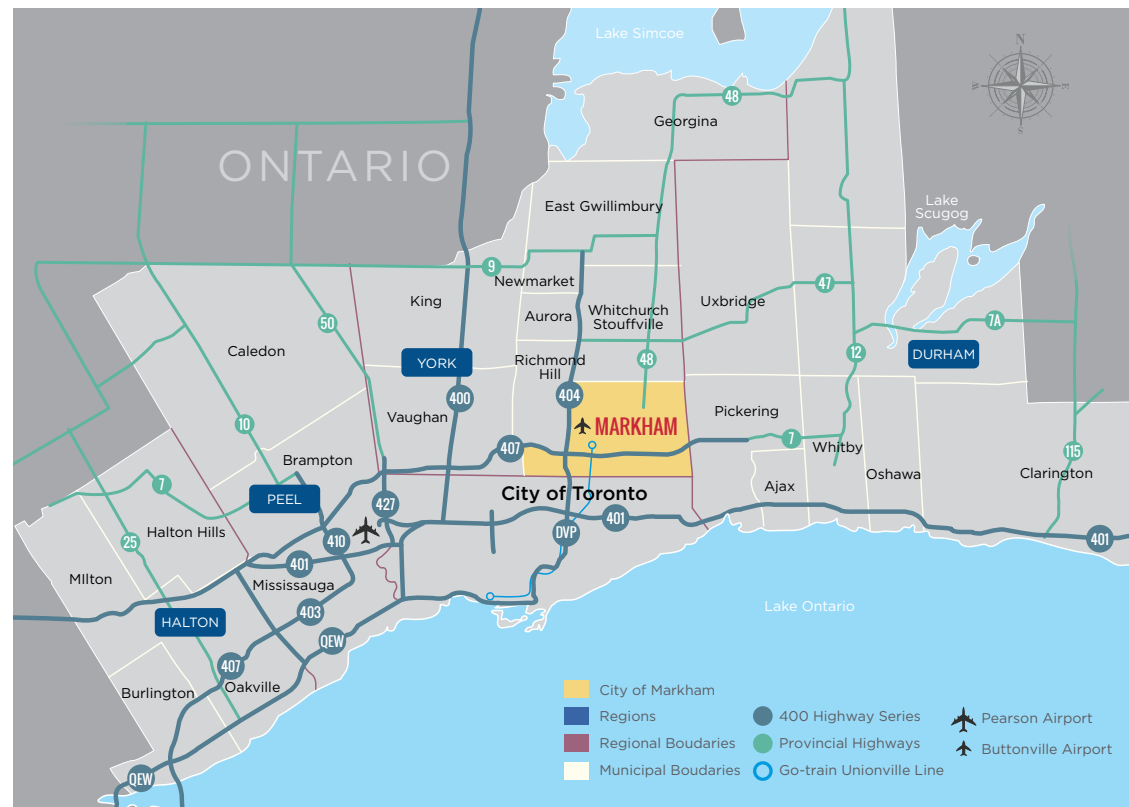 Lake Simcoe
N
W
E
S
48
Georgina
ONTARIO
East Gwillimbury
Lake
Scugog
9
Newmarket
King
47
Uxbridge
50
Aurora
Whitchurch
Stouffville
7A
Caledon
YORK
Richmond
Hill
48
12
DURHAM
400
404
Vaughan
MARKHAM
Pickering
10
407
7
Whitby
115
Brampton
Oshawa
Clarington
7
PEEL
City of Toronto
Ajax
427
401
Halton Hills
DVP
410
25
401
401
MIlton
Mississauga
403
Lake Ontario
HALTON
QEW
407
Burlington
Oakville
QEW
City of Markham
Regions
Regional Boudaries
Municipal Boudaries
400 Highway Series
Provincial Highways
Go-train Unionville Line
Pearson Airport
Buttonville Airport